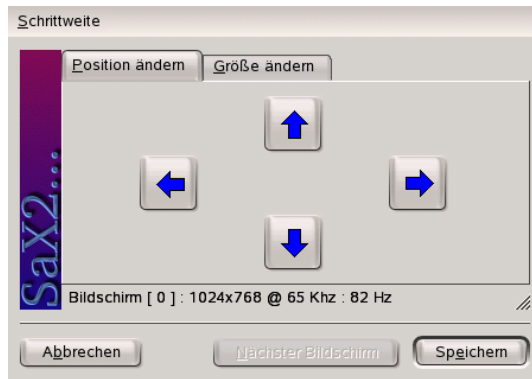 Schrittweite
Position ändern
Größe ändern
SaX2...
Bildschirm [ 0 ] : 1024x768 @ 65 Khz : 82 Hz
Abbrechen
Nächster Bildschirm
Speichern